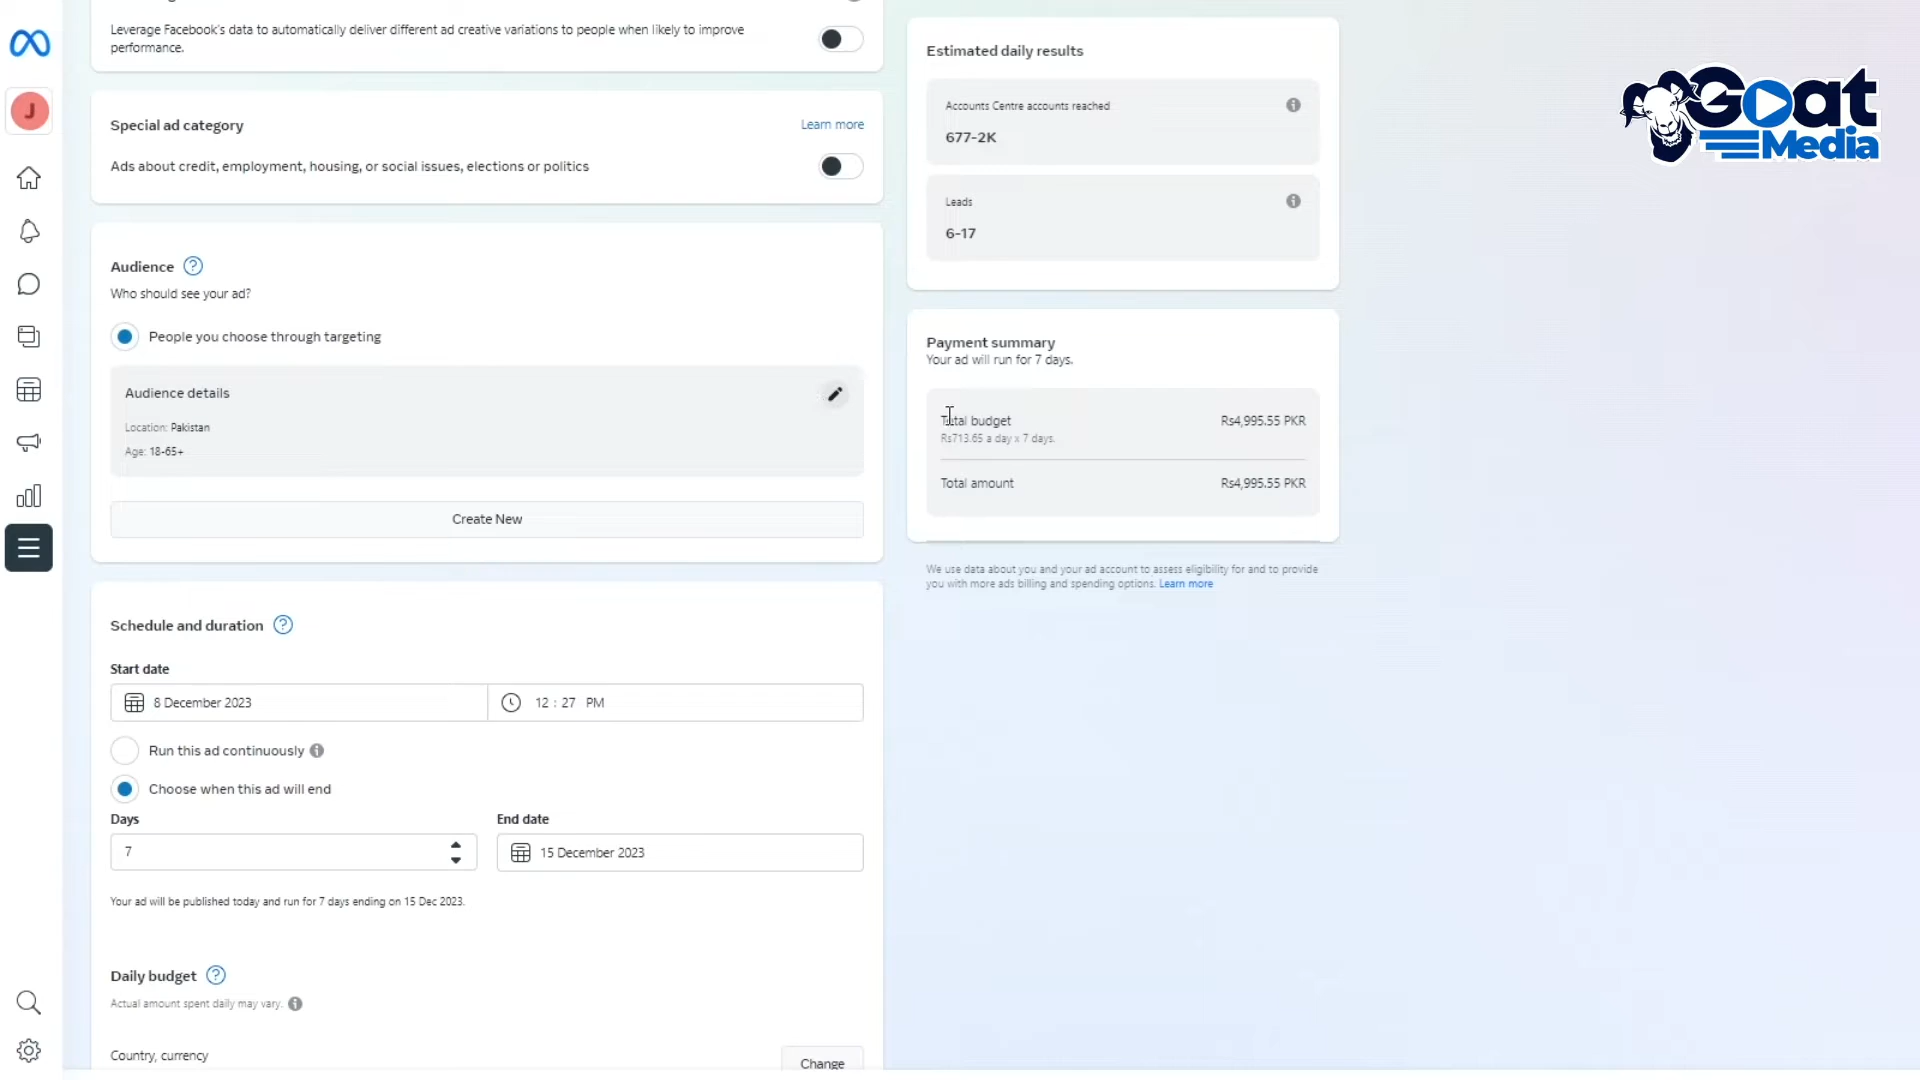 Leverage Facebook's data to automatically deliver different ad creative variations to people when likely to improve
performance.
Special ad category
Learn more
Ads about credit, employment, housing, or social issues, elections or politics
Audience ?
Who should see your ad?
People you choose through targeting
Audience details
Location: Pakistan
Age: 18-65+
Create New
Schedule and duration ?
Start date
8 December 2023
12 : 27 PM
Run this ad continuously
Choose when this ad will end
Days
7
End date
15 December 2023
Your ad will be published today and run for 7 days ending on 15 Dec 2023.
Daily budget ?
Actual amount spent daily may vary.
Country, currency
Change
Estimated daily results
Accounts Centre accounts reached
677-2K
Leads
6-17
Payment summary
Your ad will run for 7 days.
Total budget
Rs4,995.55 PKR
Rs713.65 a day x 7 days.
Total amount
Rs4,995.55 PKR
We use data about you and your ad account to assess eligibility for and to provide
you with more ads billing and spending options. Learn more
J
Goat
Media